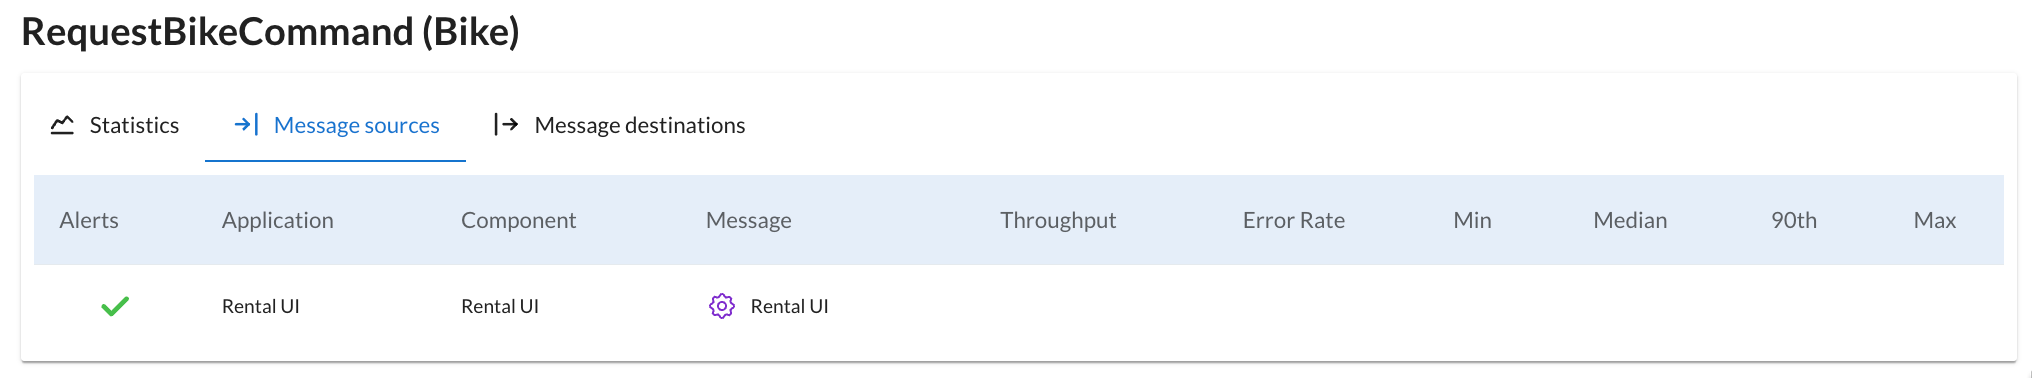 RequestBikeCommand (Bike)
Statistics Message sources Message destinations
Alerts Application Component Message Throughput Error Rate Min Median 90th Max
Rental UI Rental UI Rental UI